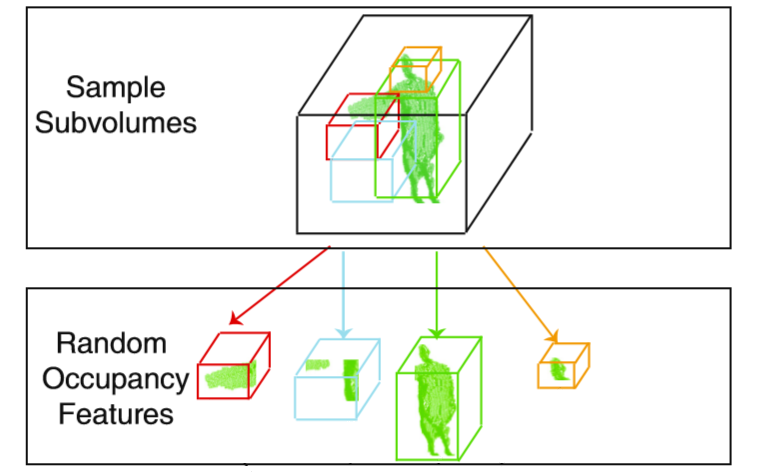 Sample
Subvolumes
Random
Occupancy
Features